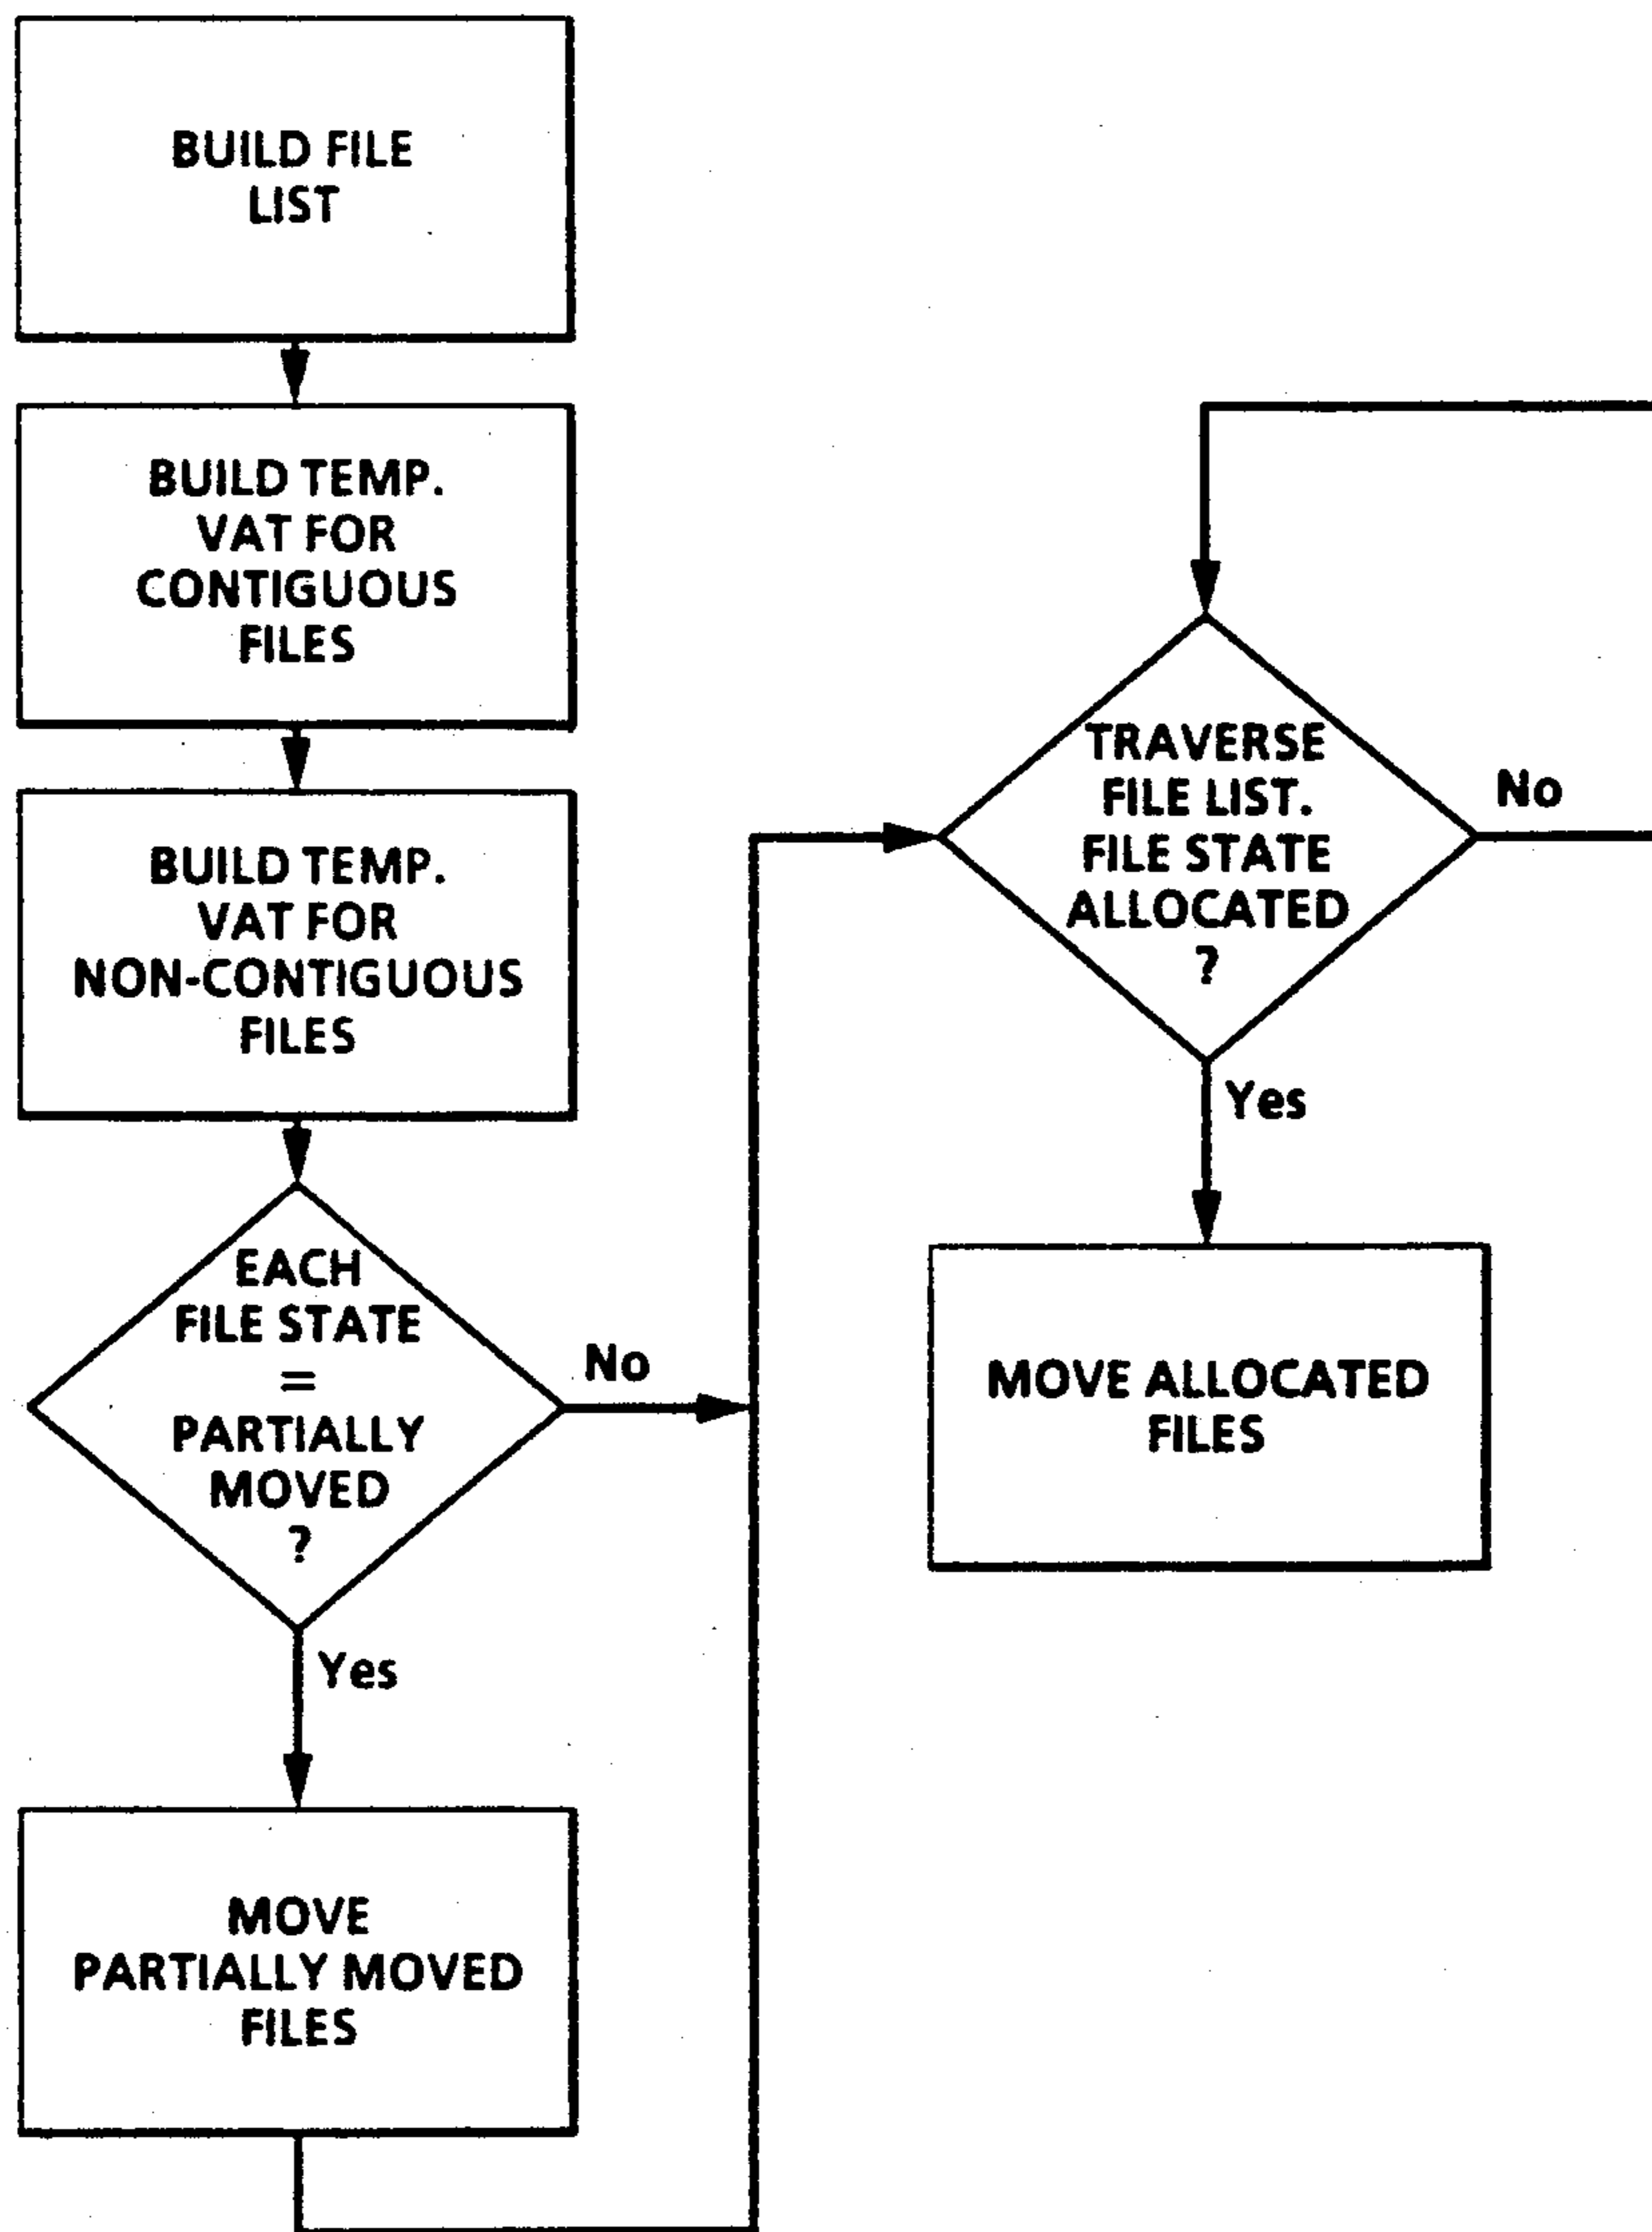 BUILD FILE
LIST
BUILD TEMP.
VAT FOR
CONTIGUOUS
FILES
BUILD TEMP.
VAT FOR
NON-CONTIGUOUS
FILES
EACH
FILE STATE
=
PARTIALLY
MOVED
?
No
Yes
MOVE
PARTIALLY MOVED
FILES
TRAVERSE
FILE LIST.
FILE STATE
ALLOCATED
?
No
Yes
MOVE ALLOCATED
FILES